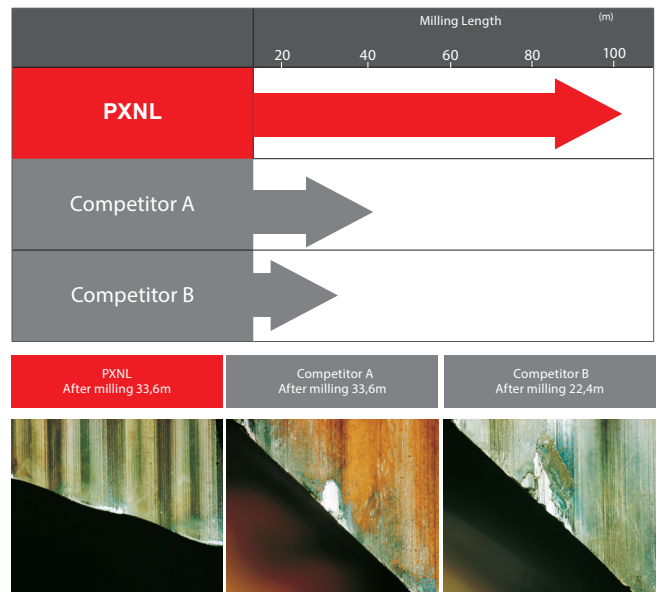 Milling Length (m)
20 40 60 80 100
PXNL
Competitor A
Competitor B
PXNL
After milling 33,6m
Competitor A
After milling 33,6m
Competitor B
After milling 22,4m